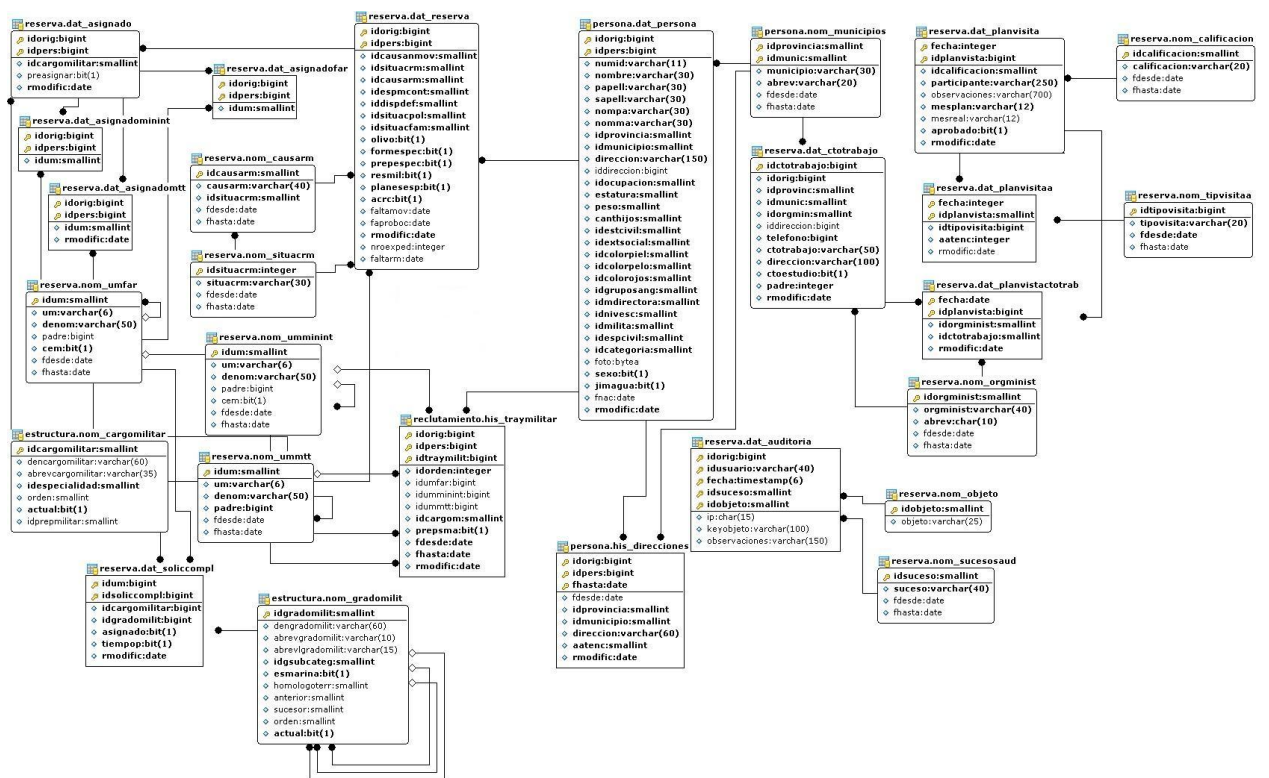 reserva.dat_asignado
idorig:bigint
idpers:bigint
idcargomilitar:smallint
preasignar:bit(1)
rmodific:date
reserva.dat_asignadofar
idorig:bigint
idpers:bigint
idum:smallint
reserva.dat_asignadominint
idorig:bigint
idpers:bigint
idum:smallint
reserva.dat_asignadomtt
idorig:bigint
idpers:bigint
idum:smallint
rmodific:date
reserva.nom_umfar
idum:smallint
um:varchar(6)
denom:varchar(50)
padre:bigint
cem:bit(1)
fdesde:date
fhasta:date
reserva.nom_causarm
idcausarm:smallint
causarm:varchar(40)
idsituacrm:smallint
fdesde:date
fhasta:date
reserva.nom_situacrm
idsituacrm:integer
situacrm:varchar(30)
fdesde:date
fhasta:date
reserva.nom_umminint
idum:smallint
um:varchar(6)
denom:varchar(50)
padre:bigint
cem:bit(1)
fdesde:date
fhasta:date
estructura.nom_cargomilitar
idcargomilitar:smallint
dencargomilitar:varchar(60)
abrevcargomilitar:varchar(35)
idespecialidad:smallint
orden:smallint
actual:bit(1)
idprepmilitar:smallint
reserva.nom_ummtt
idum:smallint
um:varchar(6)
denom:varchar(50)
padre:bigint
fdesde:date
fhasta:date
reserva.dat_soliccompl
idum:bigint
idsoliccompl:bigint
idcargomilitar:bigint
idgradomilit:bigint
asignado:bit(1)
tiempop:bit(1)
rmodific:date
estructura.nom_gradomilit
idgradomilit:smallint
dengradomilit:varchar(60)
abrevgradomilit:varchar(10)
abrevlgradomilit:varchar(15)
idgsubcateg:smallint
esmarina:bit(1)
homologoterr:smallint
anterior:smallint
sucesor:smallint
orden:smallint
actual:bit(1)
reserva.dat_reserva
idorig:bigint
idpers:bigint
idcausanmov:smallint
idsituacrm:smallint
idcausarm:smallint
idespmcont:smallint
iddispdef:smallint
idsituacpol:smallint
idsituacfam:smallint
olivo:bit(1)
formespec:bit(1)
prepespec:bit(1)
resmil:bit(1)
planesesp:bit(1)
acrc:bit(1)
faltamov:date
faproboc:date
rmodific:date
nroexped:integer
faltarm:date
reclutamiento.his_traymilitar
idorig:bigint
idpers:bigint
idtraymilit:bigint
idorden:integer
idumfar:bigint
idumminint:bigint
idummtt:bigint
idcargom:smallint
prepsma:bit(1)
fdesde:date
fhasta:date
rmodific:date
persona.dat_persona
idorig:bigint
idpers:bigint
numid:varchar(11)
nombre:varchar(30)
papell:varchar(30)
sapell:varchar(30)
nompa:varchar(30)
nomma:varchar(30)
idprovincia:smallint
idmunicipio:smallint
direccion:varchar(150)
iddireccion:bigint
idocupacion:smallint
estatura:smallint
peso:smallint
canthijos:smallint
idestcivil:smallint
idextsocial:smallint
idcolorpiel:smallint
idcolorpelo:smallint
idcolorojos:smallint
idgruposang:smallint
idmdirectora:smallint
idnivesc:smallint
idmilita:smallint
idespcivil:smallint
idcategoria:smallint
foto:bytea
sexo:bit(1)
jimagua:bit(1)
fnac:date
rmodific:date
persona.his_direcciones
idorig:bigint
idpers:bigint
fhasta:date
fdesde:date
idprovincia:smallint
idmunicipio:smallint
direccion:varchar(60)
aatenc:smallint
rmodific:date
persona.nom_municipios
idprovincia:smallint
idmunic:smallint
municipio:varchar(30)
abrev:varchar(20)
fdesde:date
fhasta:date
reserva.dat_ctotrabajo
idctotrabajo:bigint
idorig:bigint
idprovinc:smallint
idmunic:smallint
idorgmin:smallint
iddireccion:bigint
telefono:bigint
ctotrabajo:varchar(50)
direccion:varchar(100)
ctoestudio:bit(1)
padre:integer
rmodific:date
reserva.dat_auditoria
idorig:bigint
idusuario:varchar(40)
fecha:timestamp(6)
idsuceso:smallint
idobjeto:smallint
ip:char(15)
keyobjeto:varchar(100)
observaciones:varchar(150)
reserva.dat_planvisita
fecha:integer
idplanvista:bigint
idcalificacion:smallint
participante:varchar(250)
observaciones:varchar(700)
mesplan:varchar(12)
mesreal:varchar(12)
aprobado:bit(1)
rmodific:date
reserva.nom_calificacion
idcalificacion:smallint
calificacion:varchar(20)
fdesde:date
fhasta:date
reserva.dat_planvisitaa
fecha:integer
idplanvista:smallint
idtipovisita:bigint
aatenc:integer
rmodific:date
reserva.nom_tipvisitaa
idtipovisita:bigint
tipovisita:varchar(20)
fdesde:date
fhasta:date
reserva.dat_planvistactotrab
fecha:date
idplanvista:bigint
idorgminist:smallint
idctotrabajo:smallint
rmodific:date
reserva.nom_orgminist
idorgminist:smallint
orgminist:varchar(40)
abrev:char(10)
fdesde:date
fhasta:date
reserva.nom_objeto
idobjeto:smallint
objeto:varchar(25)
reserva.nom_sucesosaud
idsuceso:smallint
suceso:varchar(40)
fdesde:date
fhasta:date